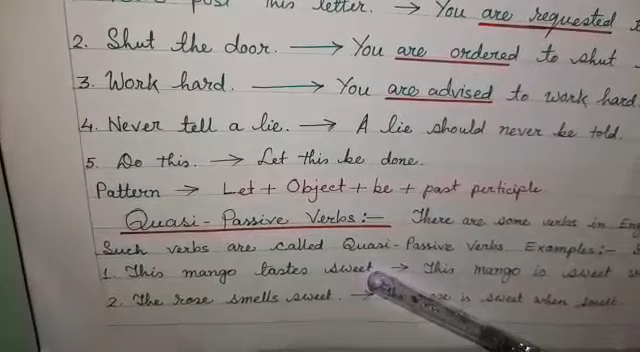 post this letter. → You are requested
2. Shut the door. → You are ordered to shut
3. Work hard. → You are advised to work hard
4. Never tell a lie. → A lie should never be told.
5. Do this. → Let this be done.
Pattern → Let + Object + be + past perticiple
Quasi-Passive Verbs:- There are some verbs in Eng
Such verbs are called Quasi-Passive Verbs. Examples:-
1. This mango tastes sweet → This mango is sweet
2. The rose smells sweet. → is sweet when smelt